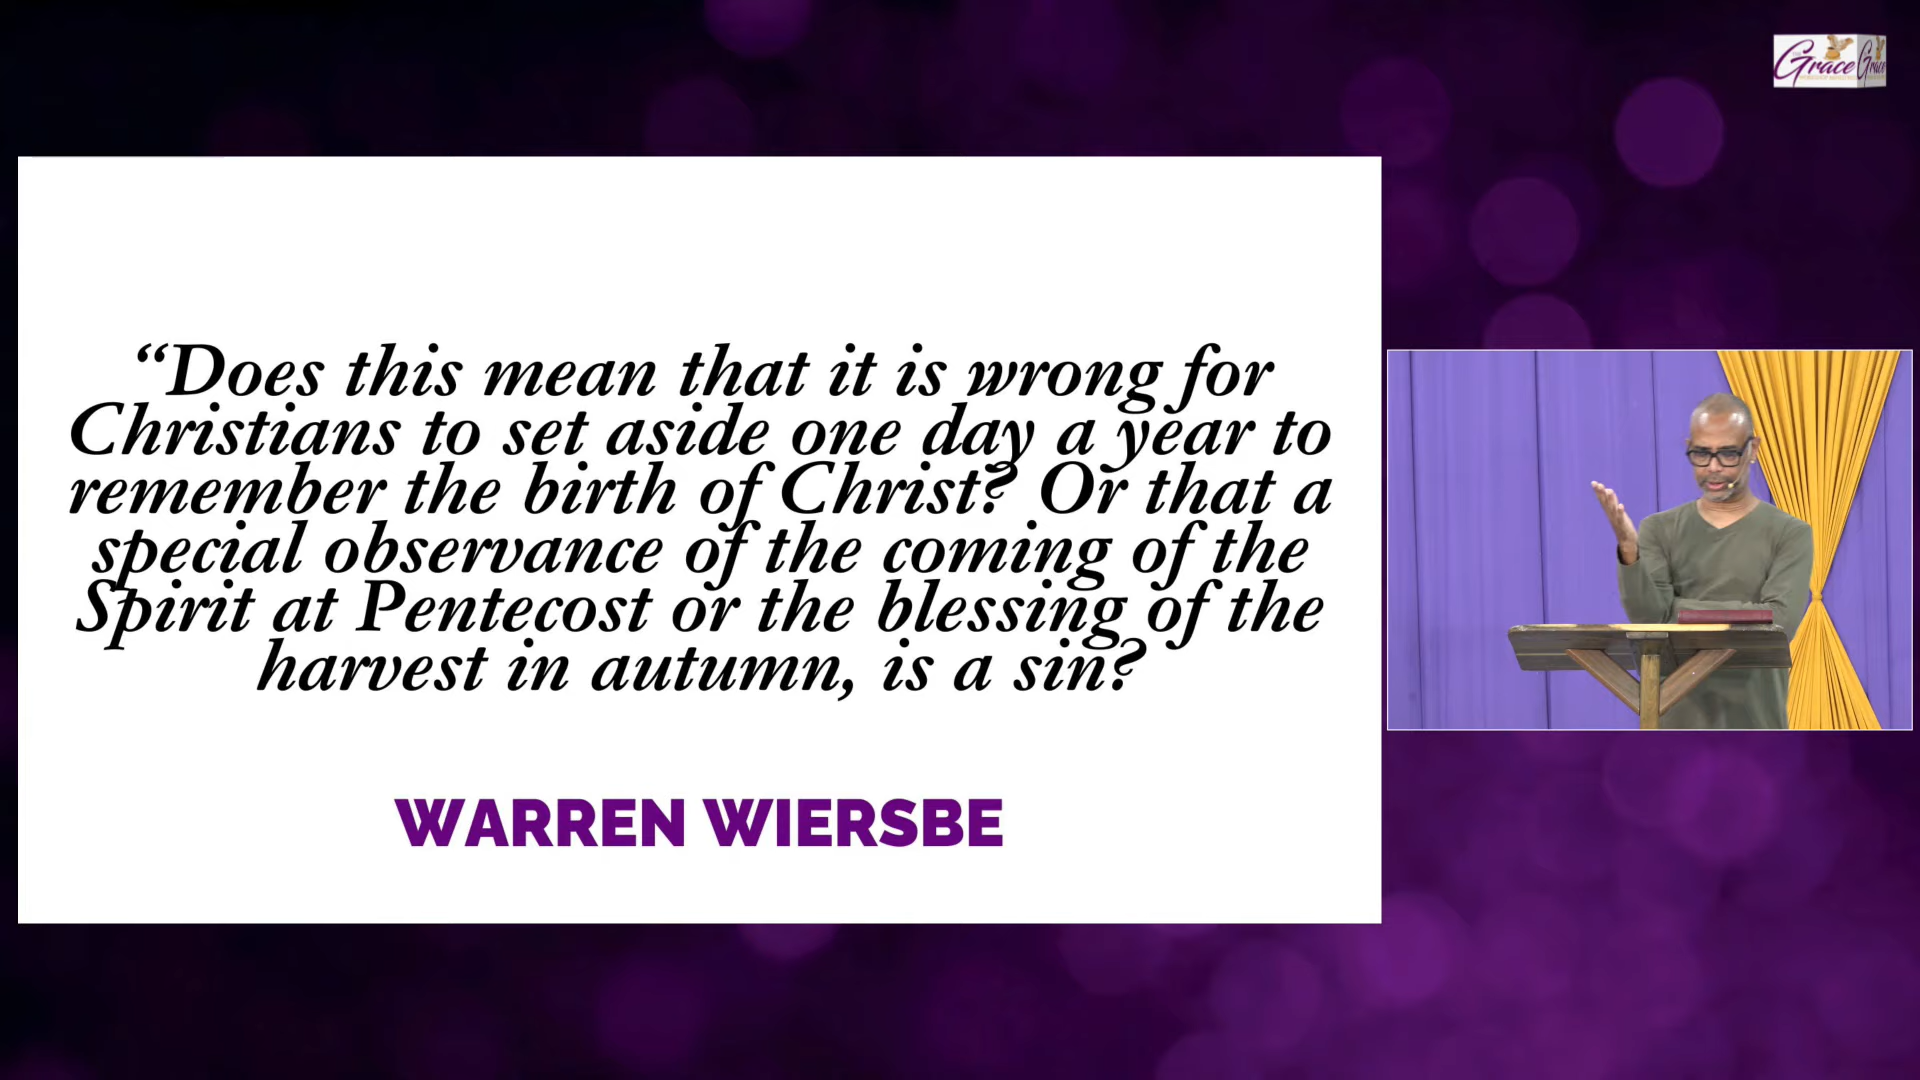 Grace Grace
“Does this mean that it is wrong for
Christians to set aside one day a year to
remember the birth of Christ? Or that a
special observance of the coming of the
Spirit at Pentecost or the blessing of the
harvest in autumn, is a sin?
WARREN WIERSBE